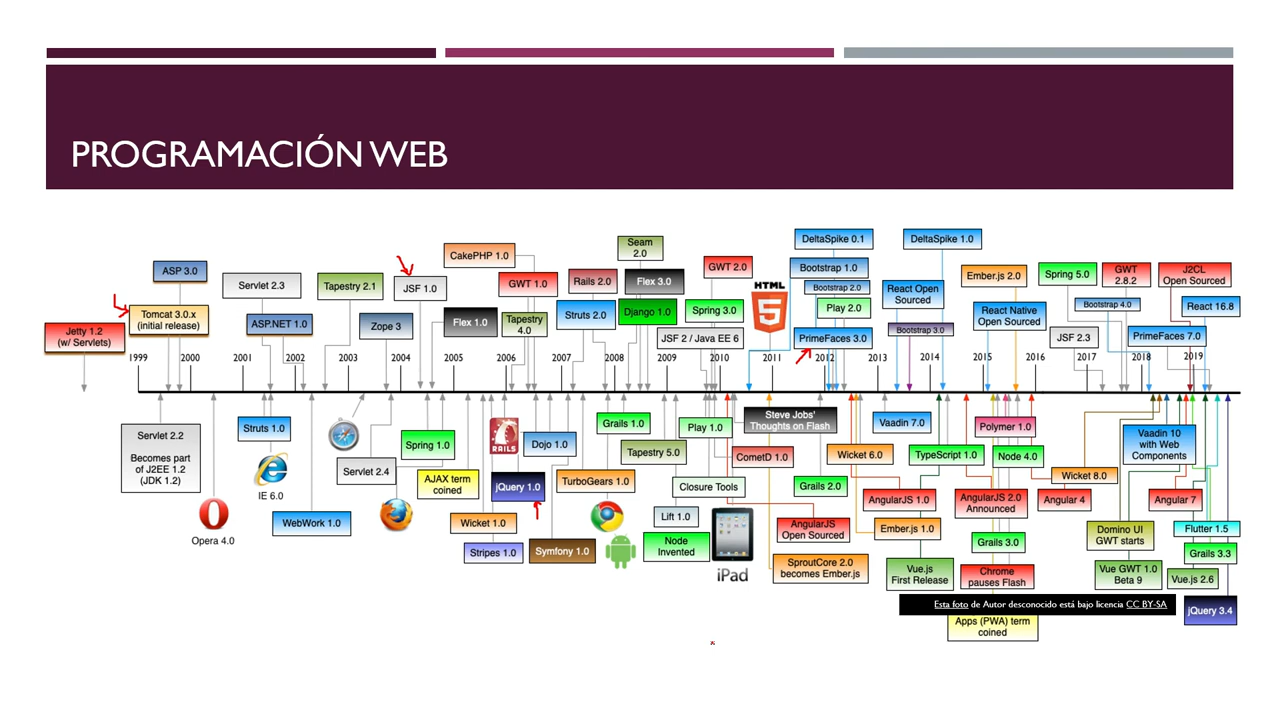 PROGRAMACIÓN WEB
DeltaSpike 0.1
DeltaSpike 1.0
Seam
2.0
CakePHP 1.0
ASP 3.0
GWT 2.0
Bootstrap 1.0
Ember.js 2.0
Spring 5.0
GWT
2.8.2
J2CL
Open Sourced
Servlet 2.3
Tapestry 2.1
JSF 1.0
GWT 1.0
Rails 2.0
Flex 3.0
HTML
5
Bootstrap 2.0
React Open
Sourced
Tomcat 3.0.x
(initial release)
Struts 2.0
Django 1.0
Spring 3.0
Play 2.0
React Native
Open Sourced
Bootstrap 4.0
React 16.8
Jetty 1.2
(w/ Servlets)
ASP.NET 1.0
Zope 3
Flex 1.0
Tapestry
4.0
JSF 2 / Java EE 6
PrimeFaces 3.0
Bootstrap 3.0
JSF 2.3
PrimeFaces 7.0
1999
2000
2001
2002
2003
2004
2005
2006
2007
2008
2009
2010
2011
2012
2013
2014
2015
2016
2017
2018
2019
Servlet 2.2
Becomes part
of J2EE 1.2
(JDK 1.2)
Struts 1.0
Spring 1.0
RAILS
Dojo 1.0
Grails 1.0
Play 1.0
Steve Jobs'
Thoughts on Flash
Vaadin 7.0
Polymer 1.0
Vaadin 10
with Web
Components
Tapestry 5.0
CometD 1.0
Wicket 6.0
TypeScript 1.0
Node 4.0
Servlet 2.4
AJAX term
coined
jQuery 1.0
TurboGears 1.0
Closure Tools
Grails 2.0
Wicket 8.0
IE 6.0
AngularJS 1.0
AngularJS 2.0
Announced
Angular 4
Angular 7
Opera 4.0
WebWork 1.0
Wicket 1.0
Lift 1.0
AngularJS
Open Sourced
Ember.js 1.0
Domino UI
GWT starts
Flutter 1.5
Stripes 1.0
Symfony 1.0
Node
Invented
iPad
Grails 3.0
Grails 3.3
SproutCore 2.0
becomes Ember.js
Vue.js
First Release
Chrome
pauses Flash
Vue GWT 1.0
Beta 9
Vue.js 2.6
Esta foto de Autor desconocido está bajo licencia CC BY-SA
jQuery 3.4
Apps (PWA) term
coined